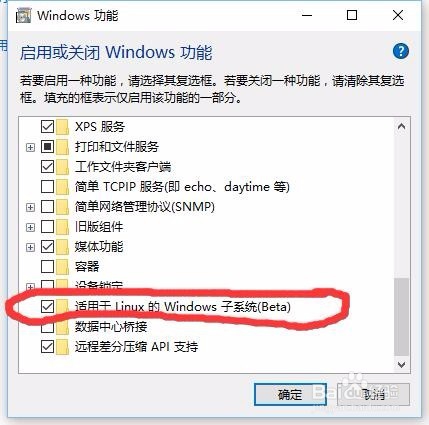 Windows 功能
启用或关闭 Windows 功能
若要启用一种功能，请选择其复选框。若要关闭一种功能，请清除其复选
框。填充的框表示仅启用该功能的一部分。
XPS 服务
打印和文件服务
工作文件夹客户端
简单 TCPIP 服务(即 echo、daytime 等)
简单网络管理协议(SNMP)
旧版组件
媒体功能
容器
设备锁定
适用于 Linux 的 Windows 子系统(Beta)
数据中心桥接
远程差分压缩 API 支持
确定
取消
Baidu经验